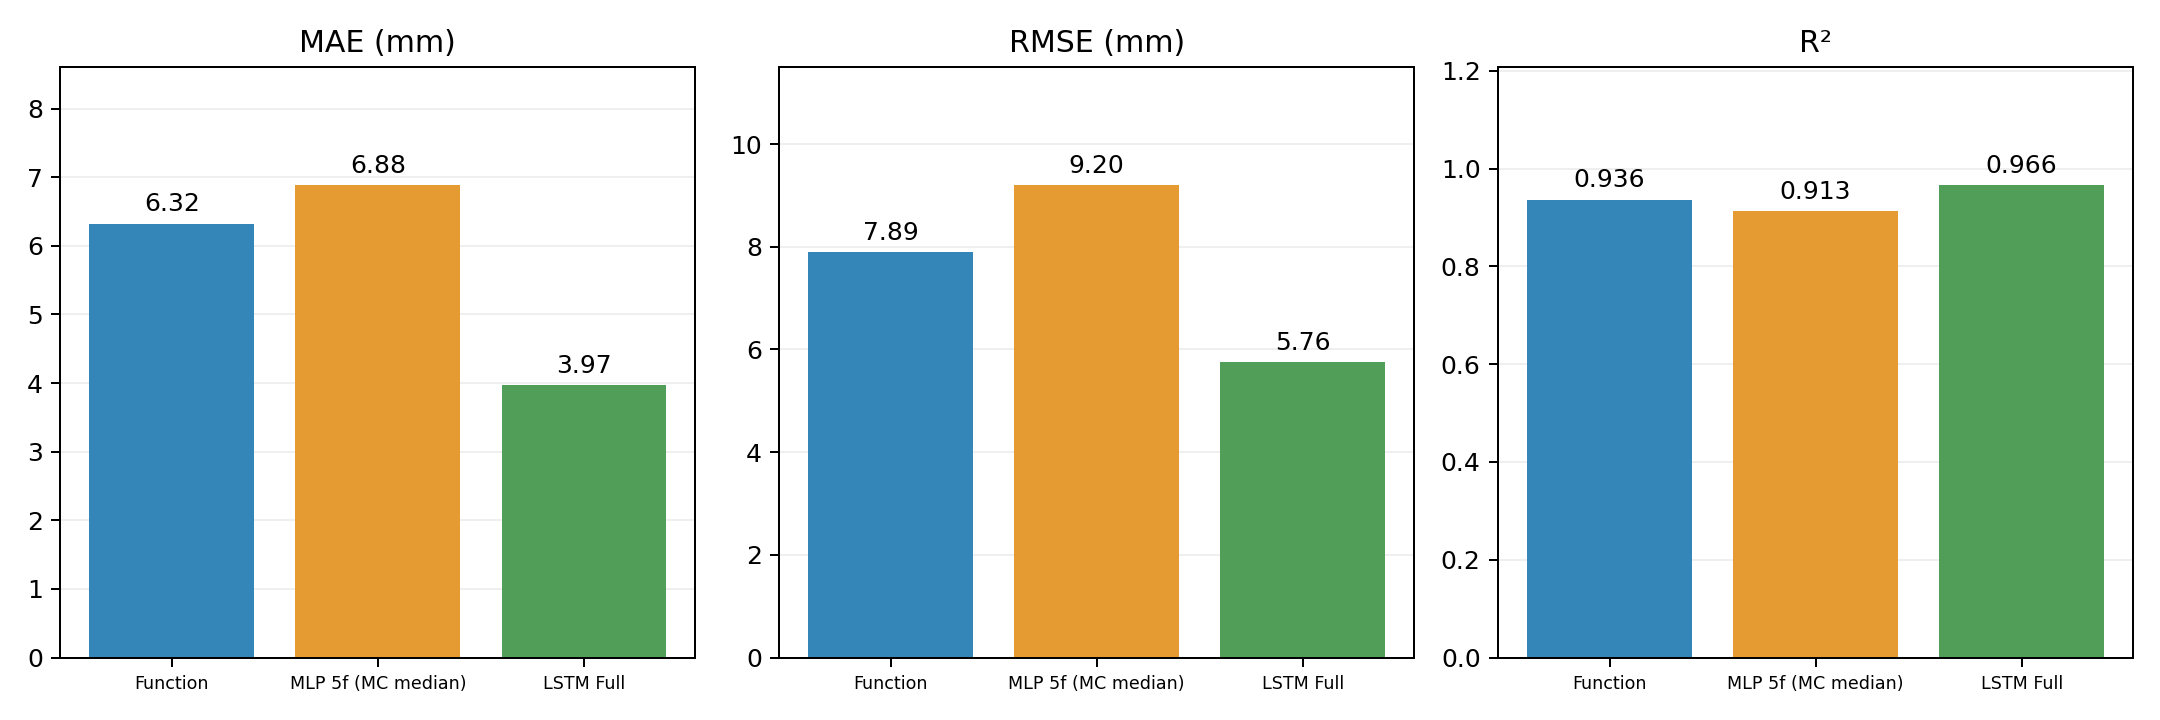 MAE (mm)
8
7
6
5
4
3
2
1
0
6.32
6.88
3.97
Function
MLP 5f (MC median)
LSTM Full
RMSE (mm)
10
8
6
4
2
0
7.89
9.20
5.76
Function
MLP 5f (MC median)
LSTM Full
R²
1.2
1.0
0.8
0.6
0.4
0.2
0.0
0.936
0.913
0.966
Function
MLP 5f (MC median)
LSTM Full